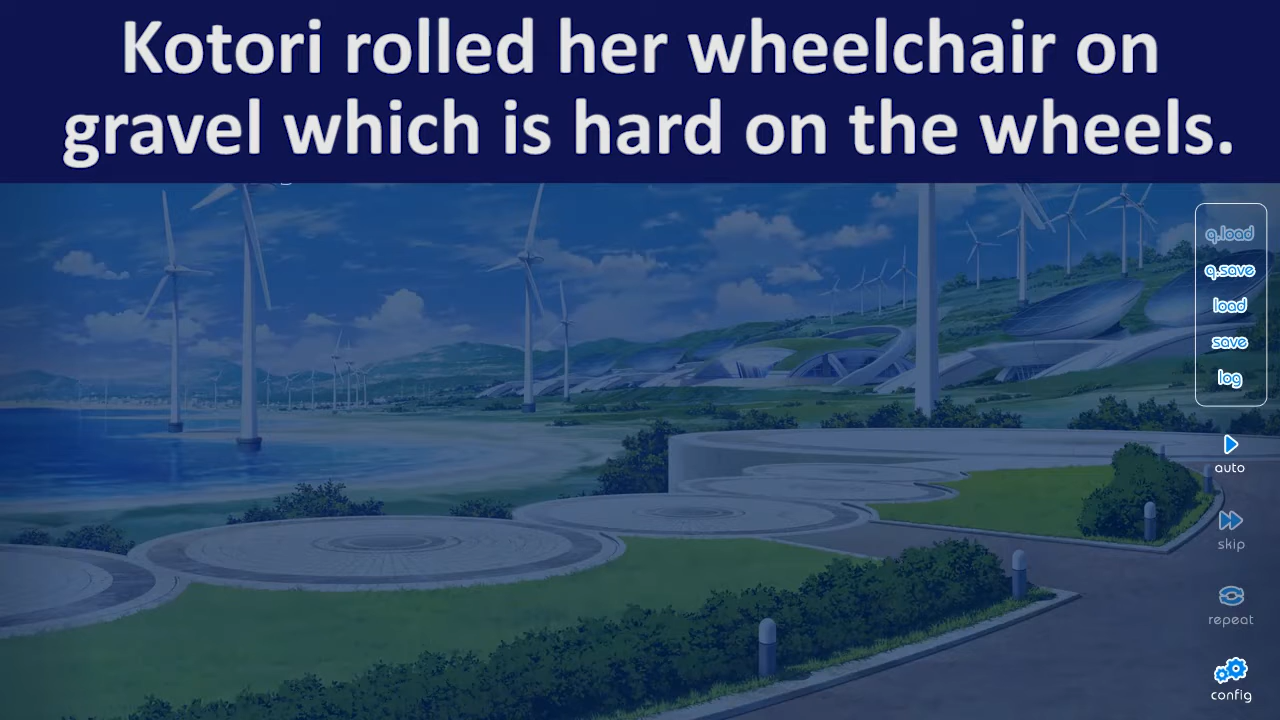 Kotori rolled her wheelchair on
gravel which is hard on the wheels.
q.load
q.save
load
save
log
auto
skip
repeat
config